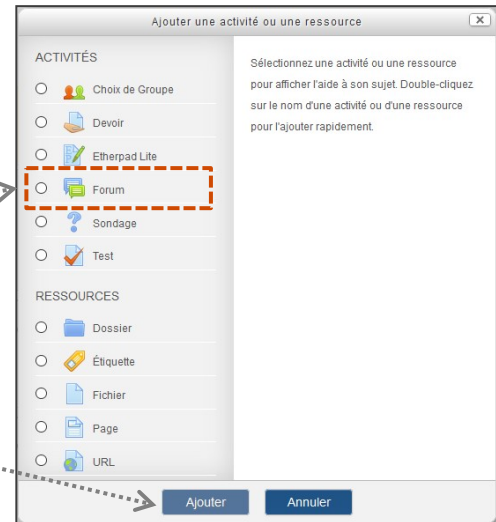 Ajouter une activité ou une ressource
ACTIVITÉS
Choix de Groupe
Devoir
Etherpad Lite
Forum
Sondage
Test
RESSOURCES
Dossier
Étiquette
Fichier
Page
URL
Sélectionnez une activité ou une ressource
pour afficher l'aide à son sujet. Double-cliquez
sur le nom d'une activité ou d'une ressource
pour l'ajouter rapidement.
Ajouter
Annuler